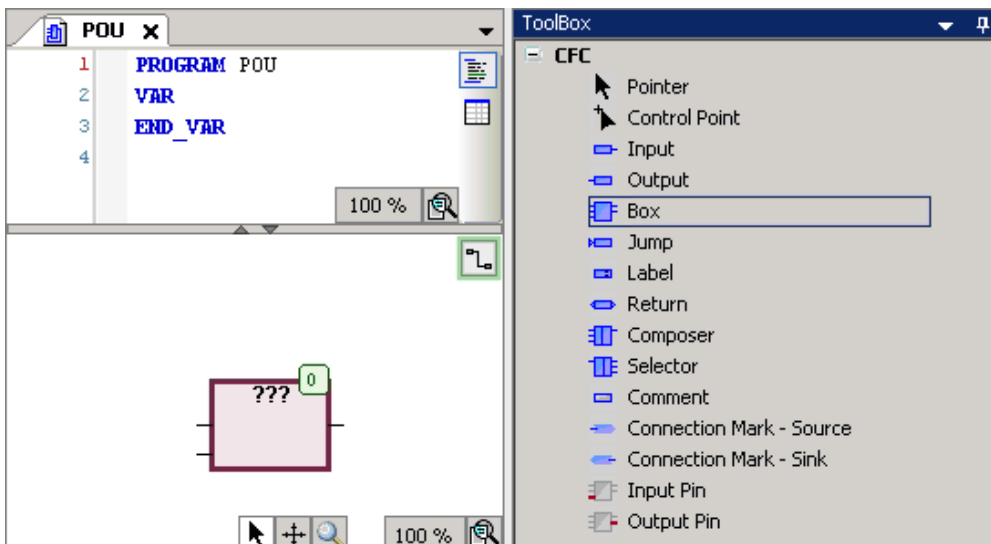 POU
1 PROGRAM POU
2 VAR
3 END_VAR
4
100 %
???
0
100 %
ToolBox
CFC
Pointer
Control Point
Input
Output
Box
Jump
Label
Return
Composer
Selector
Comment
Connection Mark - Source
Connection Mark - Sink
Input Pin
Output Pin